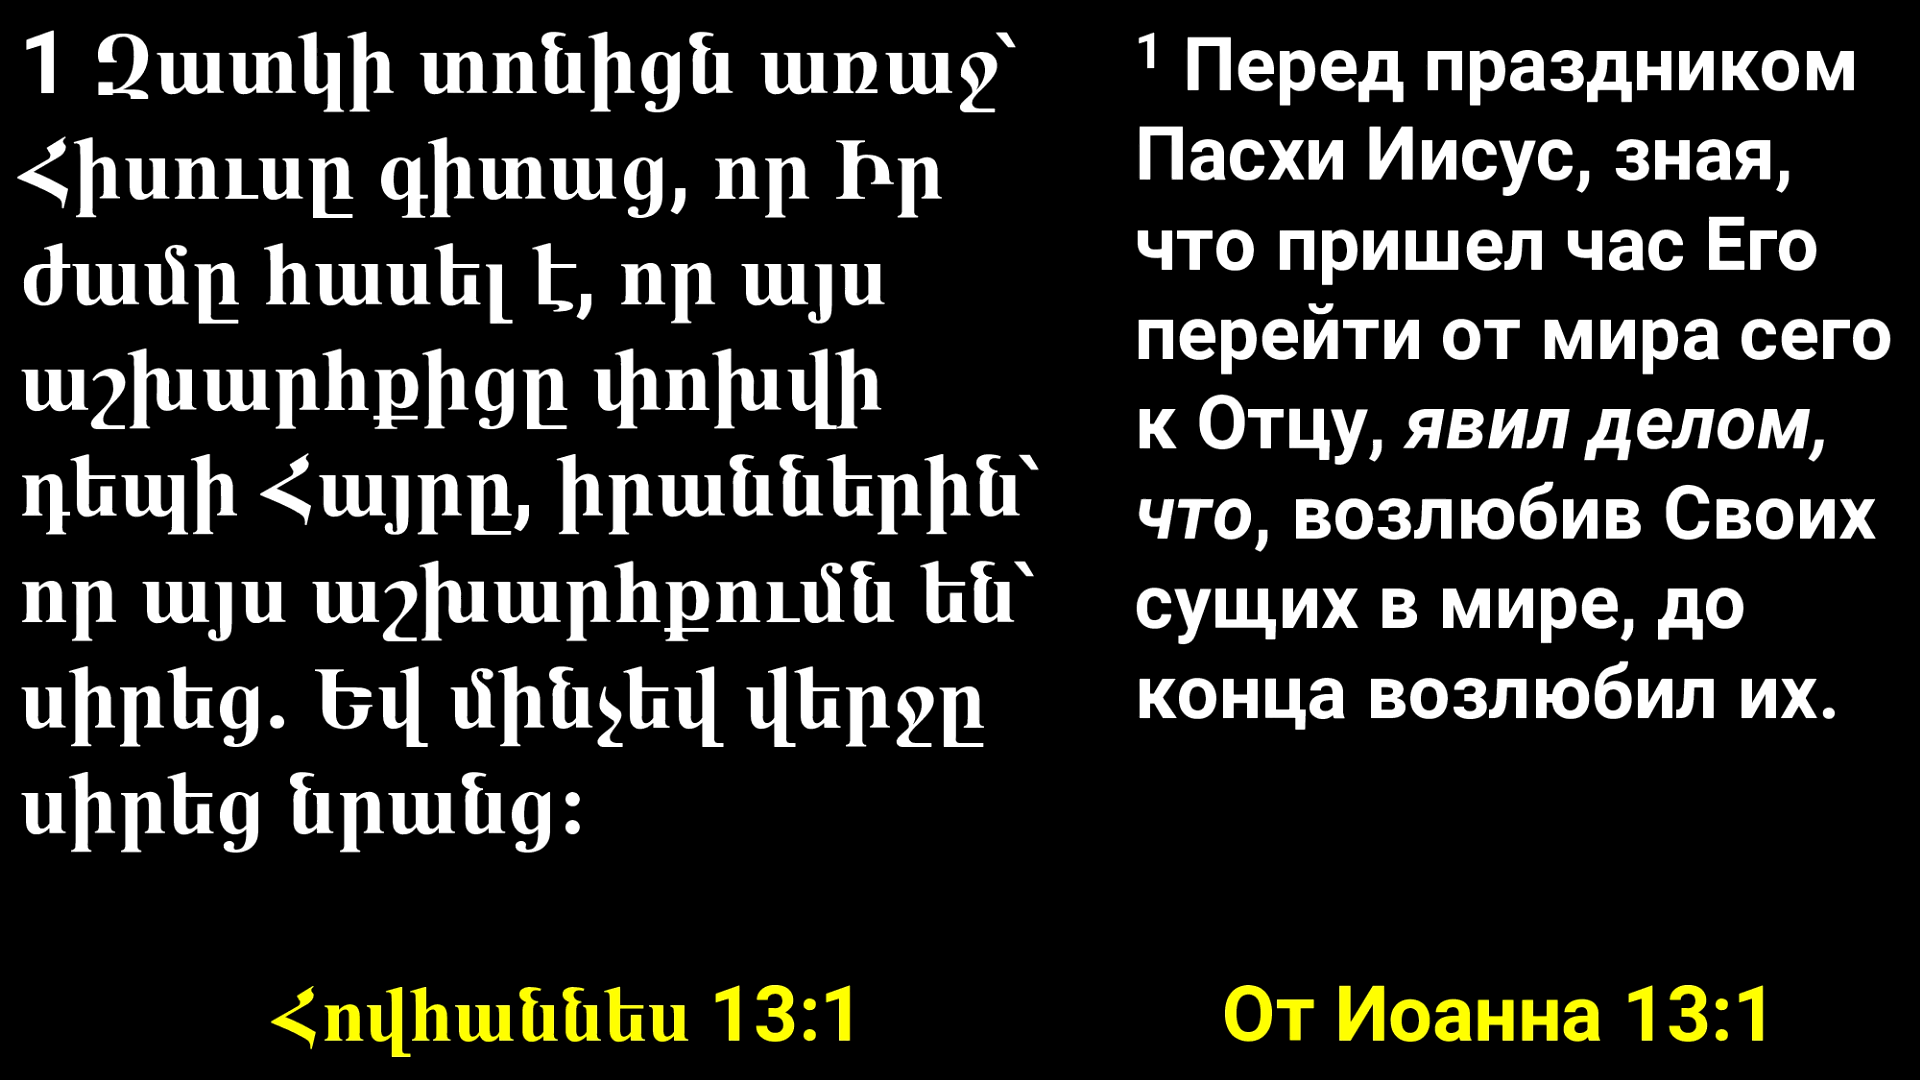 1 Զատկի տոնիցն առաջ՝
Հիսուսը գիտաց, որ Իր
ժամը հասել է, որ այս
աշխարհքիցը փոխվի
դեպի Հայրը, իրաններին՝
որ այս աշխարհքումն են՝
սիրեց. Եվ մինչեվ վերջը
սիրեց նրանց:
Հովհաննես 13:1
1 Перед праздником
Пасхи Иисус, зная,
что пришел час Его
перейти от мира сего
к Отцу, явил делом,
что, возлюбив Своих
сущих в мире, до
конца возлюбил их.
От Иоанна 13:1